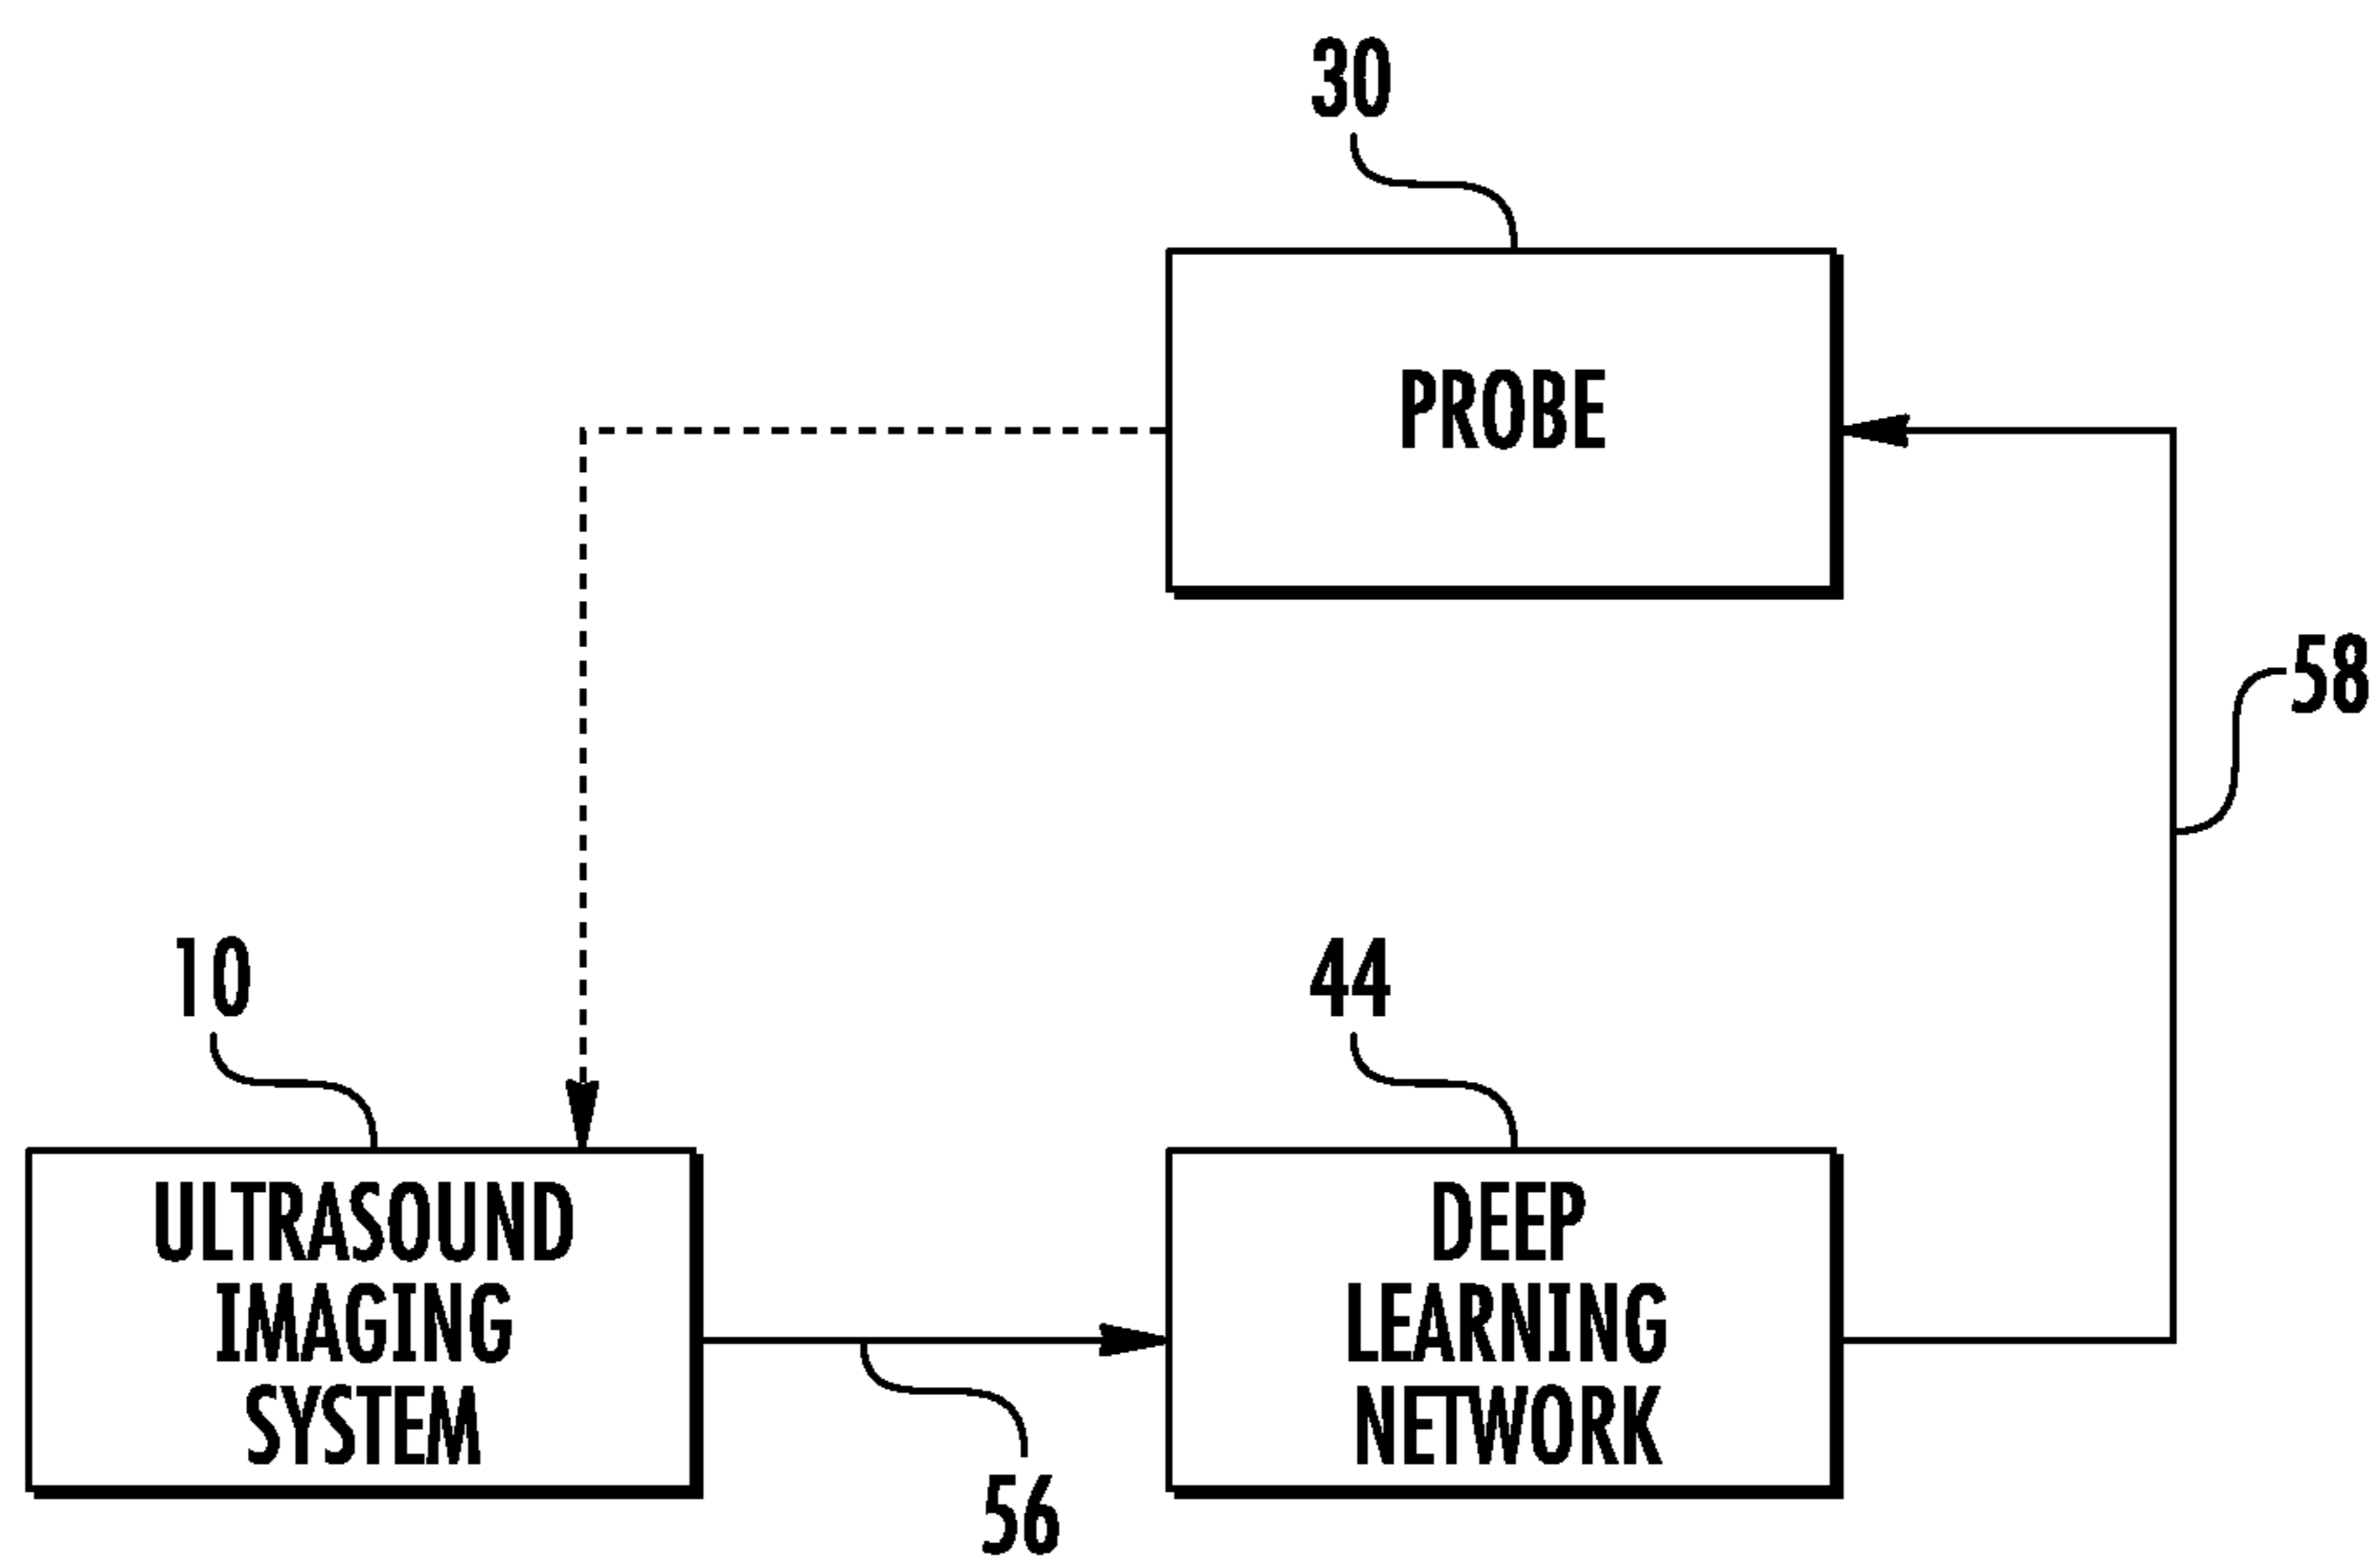 30
PROBE
58
10
44
ULTRASOUND
IMAGING
SYSTEM
DEEP
LEARNING
NETWORK
56